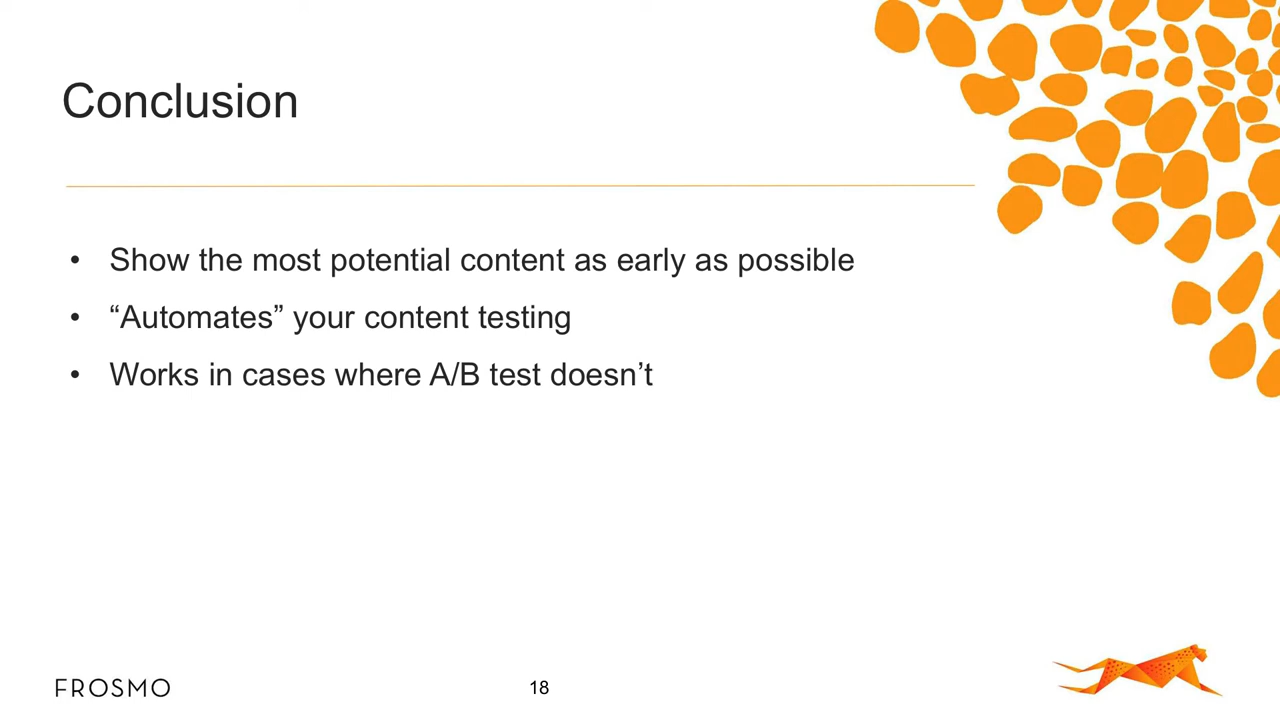 Conclusion
• Show the most potential content as early as possible
• “Automates” your content testing
• Works in cases where A/B test doesn’t
FROSMO
18